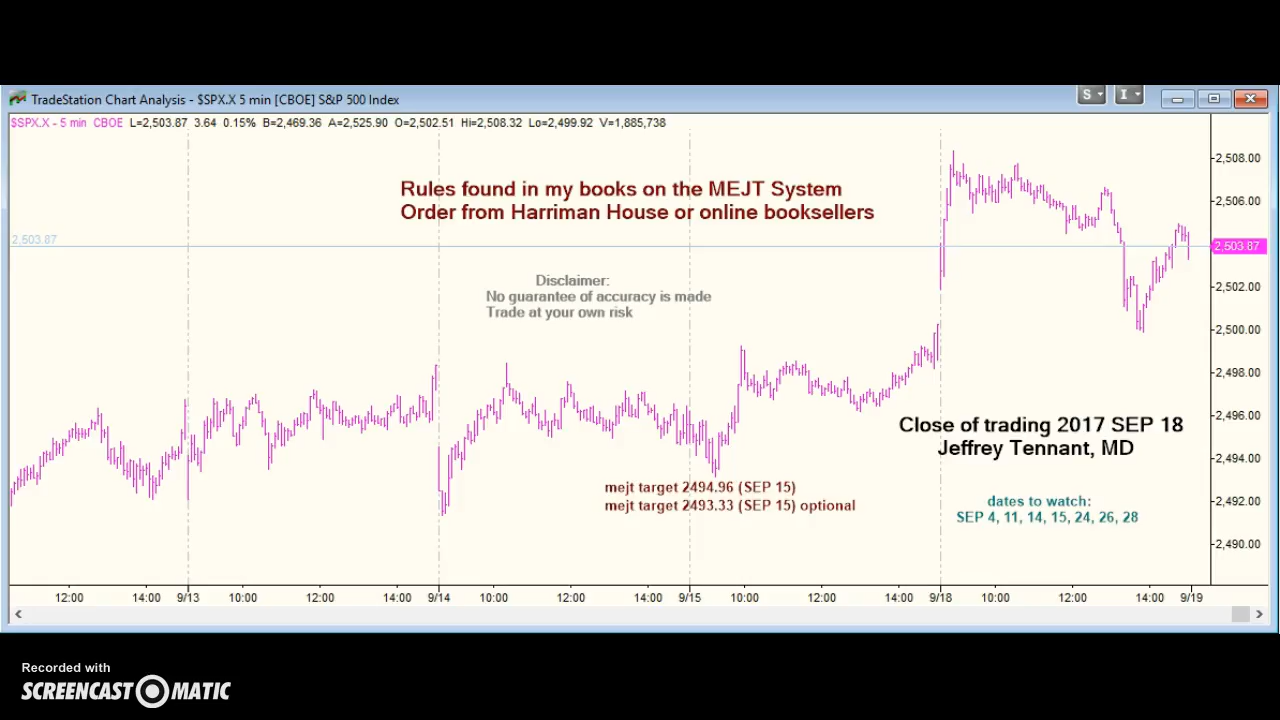 TradeStation Chart Analysis - $SPX.X 5 min [CBOE] S&P 500 Index
S I
$SPX.X - 5 min CBOE L=2,503.87 3.64 0.15% B=2,469.36 A=2,525.90 O=2,502.51 Hi=2,508.32 Lo=2,499.92 V=1,885,738
Rules found in my books on the MEJT System
Order from Harriman House or online booksellers
2,503.87
Disclaimer:
No guarantee of accuracy is made
Trade at your own risk
2,508.00
2,506.00
2,503.87
2,502.00
2,500.00
2,498.00
2,496.00
2,494.00
2,492.00
2,490.00
Close of trading 2017 SEP 18
Jeffrey Tennant, MD
mejt target 2494.96 (SEP 15)
mejt target 2493.33 (SEP 15) optional
dates to watch:
SEP 4, 11, 14, 15, 24, 26, 28
12:00 14:00 9/13 10:00 12:00 14:00 9/14 10:00 12:00 14:00 9/15 10:00 12:00 14:00 9/18 10:00 12:00 14:00 9/19
Recorded with
SCREENCAST MATIC